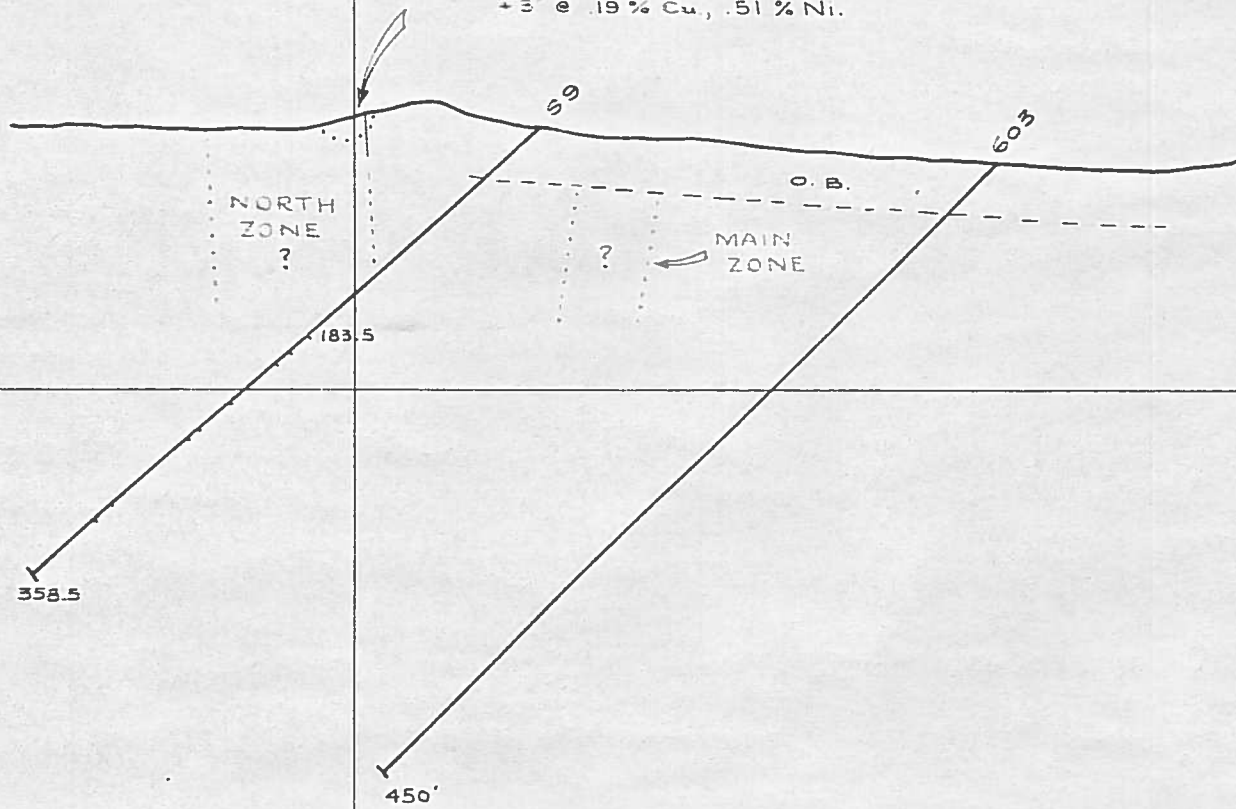 +3' @ .19 % Cu., .51 % Ni.
59
603
O. B.
NORTH
ZONE
?
?
MAIN
ZONE
183.5
358.5
450'